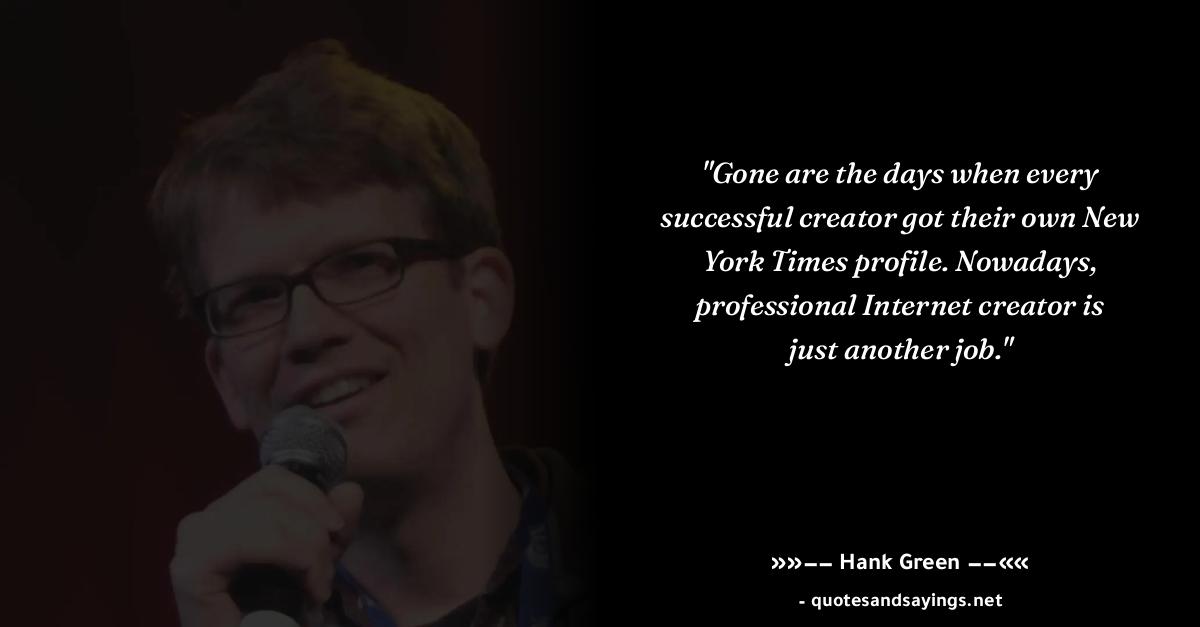 "Gone are the days when every
successful creator got their own New
York Times profile. Nowadays,
professional Internet creator is
just another job."
»»–– Hank Green ––««
- quotesandsayings.net